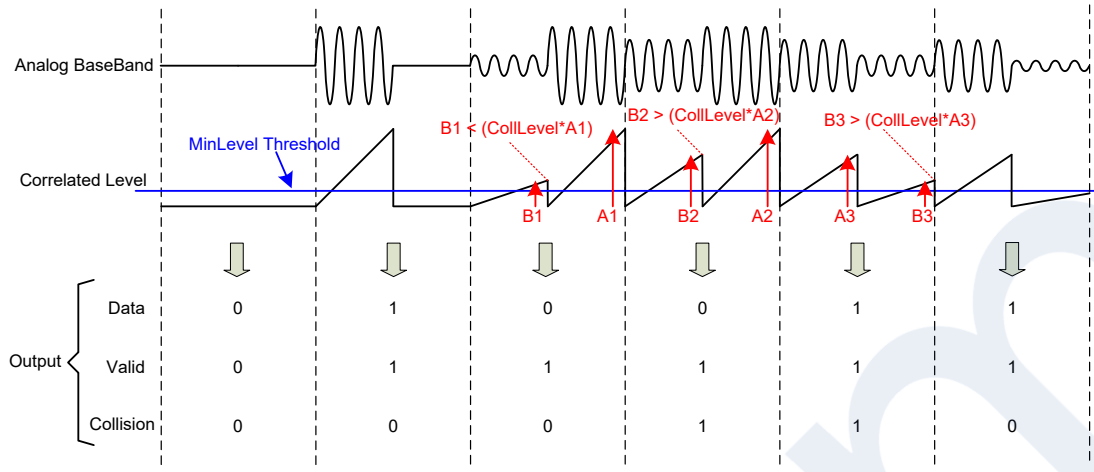 Analog BaseBand
B1 < (CollLevel*A1)
B2 > (CollLevel*A2)
B3 > (CollLevel*A3)
MinLevel Threshold
Correlated Level
B1 A1 B2 A2 A3 B3
Data 0 1 0 0 1 1
Output
Valid 0 1 1 1 1 1
Collision 0 0 0 1 1 0